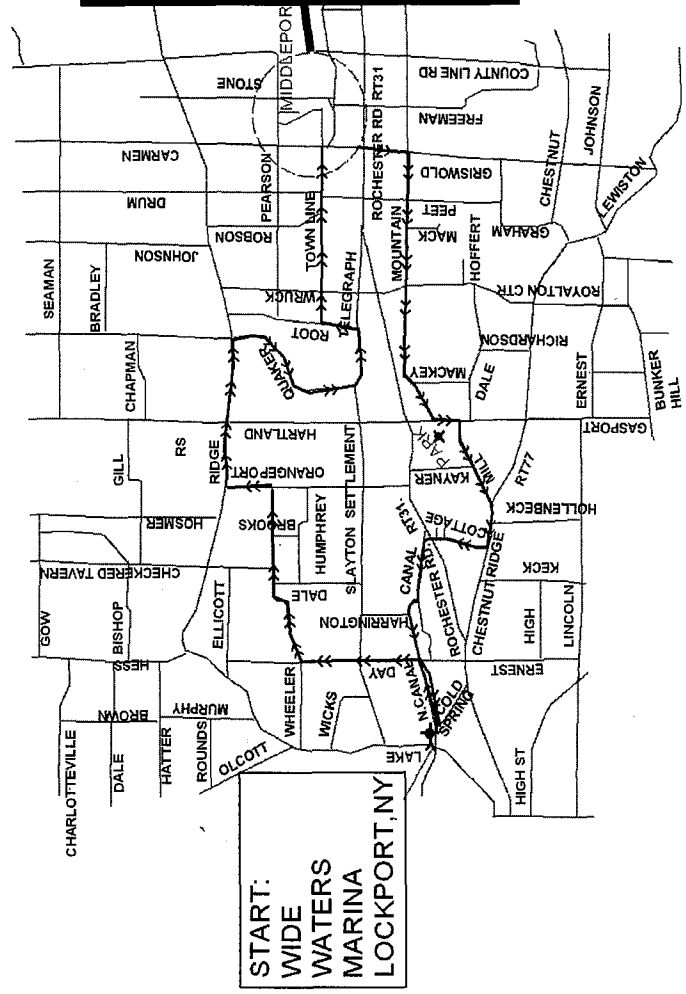 START:
WIDE
WATERS
MARINA
LOCKPORT,NY
MIDDLEPOR
STONE
COUNTY LINE RD
FREEMAN
CARMEN
PEARSON
ROCHESTER RD RT31
GRISWOLD
CHESTNUT
JOHNSON
LEWISTON
DRUM
ROBSON
TOWN LINE
PEET
MACK
GRAHAM
SEAMAN
BRADLEY
JOHNSON
WRUCK
MOUNTAIN
HOFFERT
ROYALTON CTR
ROOT
TELEGRAPH
CHAPMAN
QUAKER
MACKEY
DALE
RICHARDSON
ERNEST
BUNKER
HILL
GILL
RS
RIDGE
HARTLAND
ORANGEPORT
PARK
KAYNER
MILL
RT77
GASPORT
HOSMER
BROOKS
HUMPHREY
SLAYTON SETTLEMENT
RT31.
COTTAGE
HOLLENBECK
GOW
BISHOP
CHECKERED TAVERN
ELLICOTT
DALE
HARRINGTON
CANAL
ROCHESTER RD.
CHESTNUT RIDGE
KECK
HIGH
LINCOLN
HESS
DAY
ERNEST
BROWN
MURPHY
WHEELER
WICKS
N.CANAL
COLD
SPRING
CHARLOTTEVILLE
DALE
HATTER
ROUNDS
OLCOTT
LAKE
HIGH ST